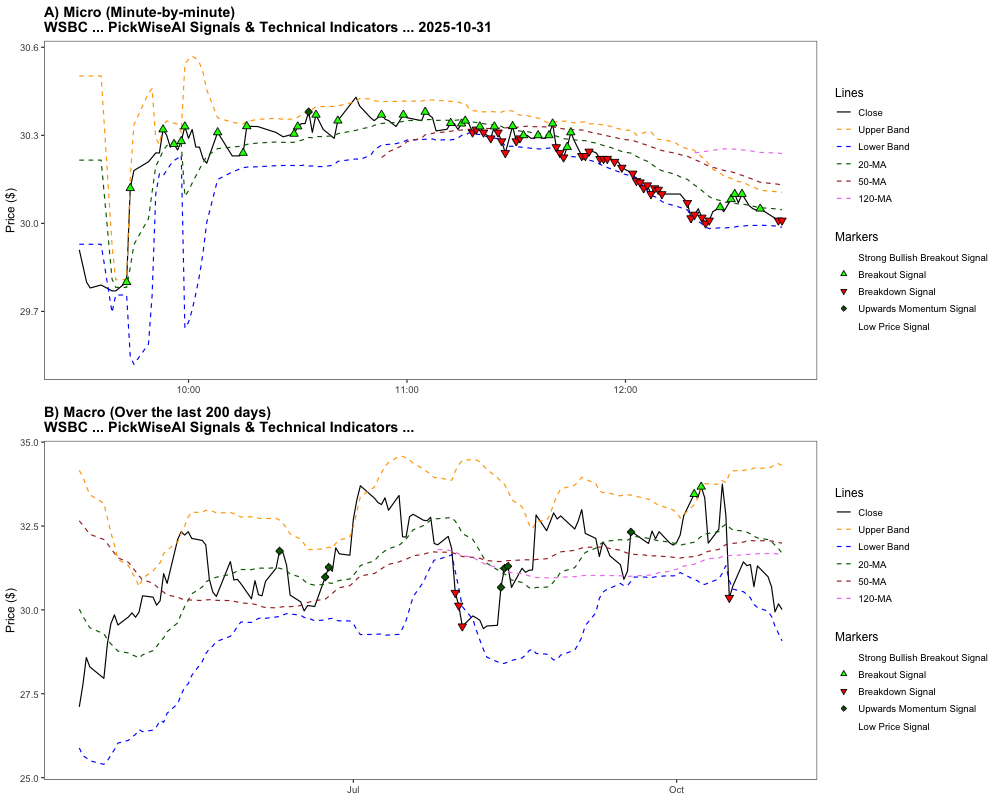 A) Micro (Minute-by-minute)
WSBC ... PickWiseAI Signals & Technical Indicators ... 2025-10-31
Price ($)
30.6
30.3
30.0
29.7
10:00
11:00
12:00
Lines
Close
Upper Band
Lower Band
20-MA
50-MA
120-MA
Markers
Strong Bullish Breakout Signal
Breakout Signal
Breakdown Signal
Upwards Momentum Signal
Low Price Signal
B) Macro (Over the last 200 days)
WSBC ... PickWiseAI Signals & Technical Indicators ...
Price ($)
35.0
32.5
30.0
27.5
25.0
Jul
Oct
Lines
Close
Upper Band
Lower Band
20-MA
50-MA
120-MA
Markers
Strong Bullish Breakout Signal
Breakout Signal
Breakdown Signal
Upwards Momentum Signal
Low Price Signal